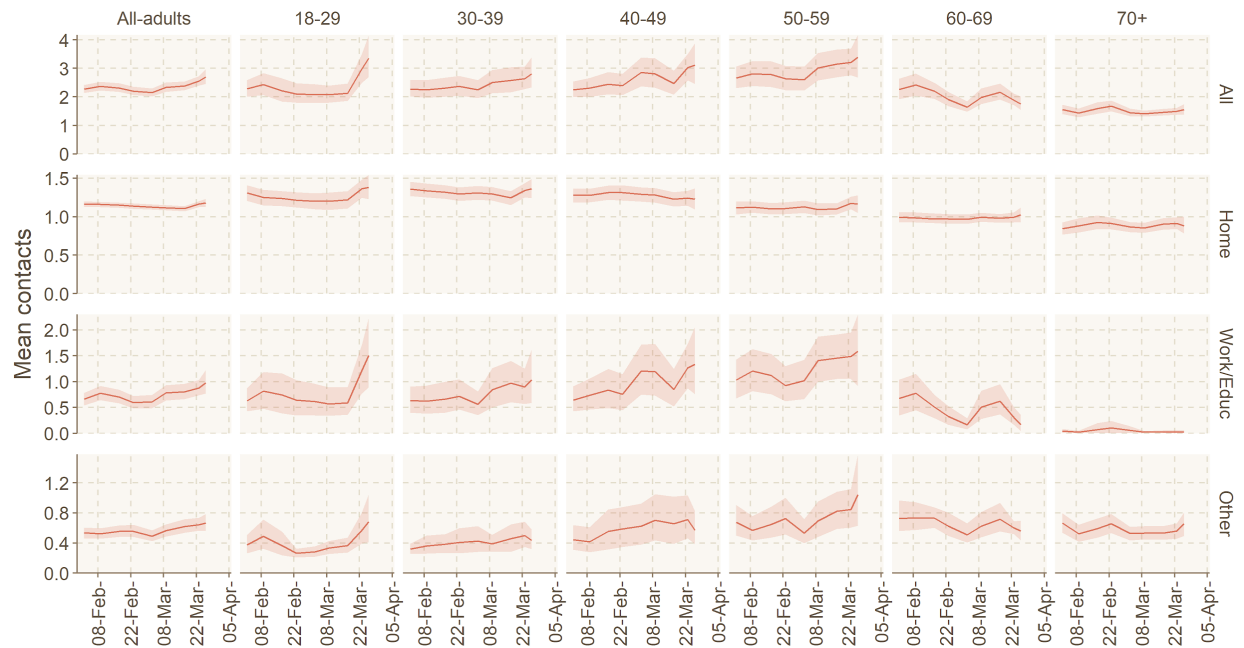 All-adults 18-29 30-39 40-49 50-59 60-69 70+
Mean contacts
4
3
2
1
0
All
1.5
1.0
0.5
0.0
Home
2.0
1.5
1.0
0.5
0.0
Work/Educ
1.2
0.8
0.4
0.0
Other
08-Feb- 22-Feb- 08-Mar- 22-Mar- 05-Apr- 08-Feb- 22-Feb- 08-Mar- 22-Mar- 05-Apr- 08-Feb- 22-Feb- 08-Mar- 22-Mar- 05-Apr- 08-Feb- 22-Feb- 08-Mar- 22-Mar- 05-Apr- 08-Feb- 22-Feb- 08-Mar- 22-Mar- 05-Apr- 08-Feb- 22-Feb- 08-Mar- 22-Mar- 05-Apr- 08-Feb- 22-Feb- 08-Mar- 22-Mar- 05-Apr-